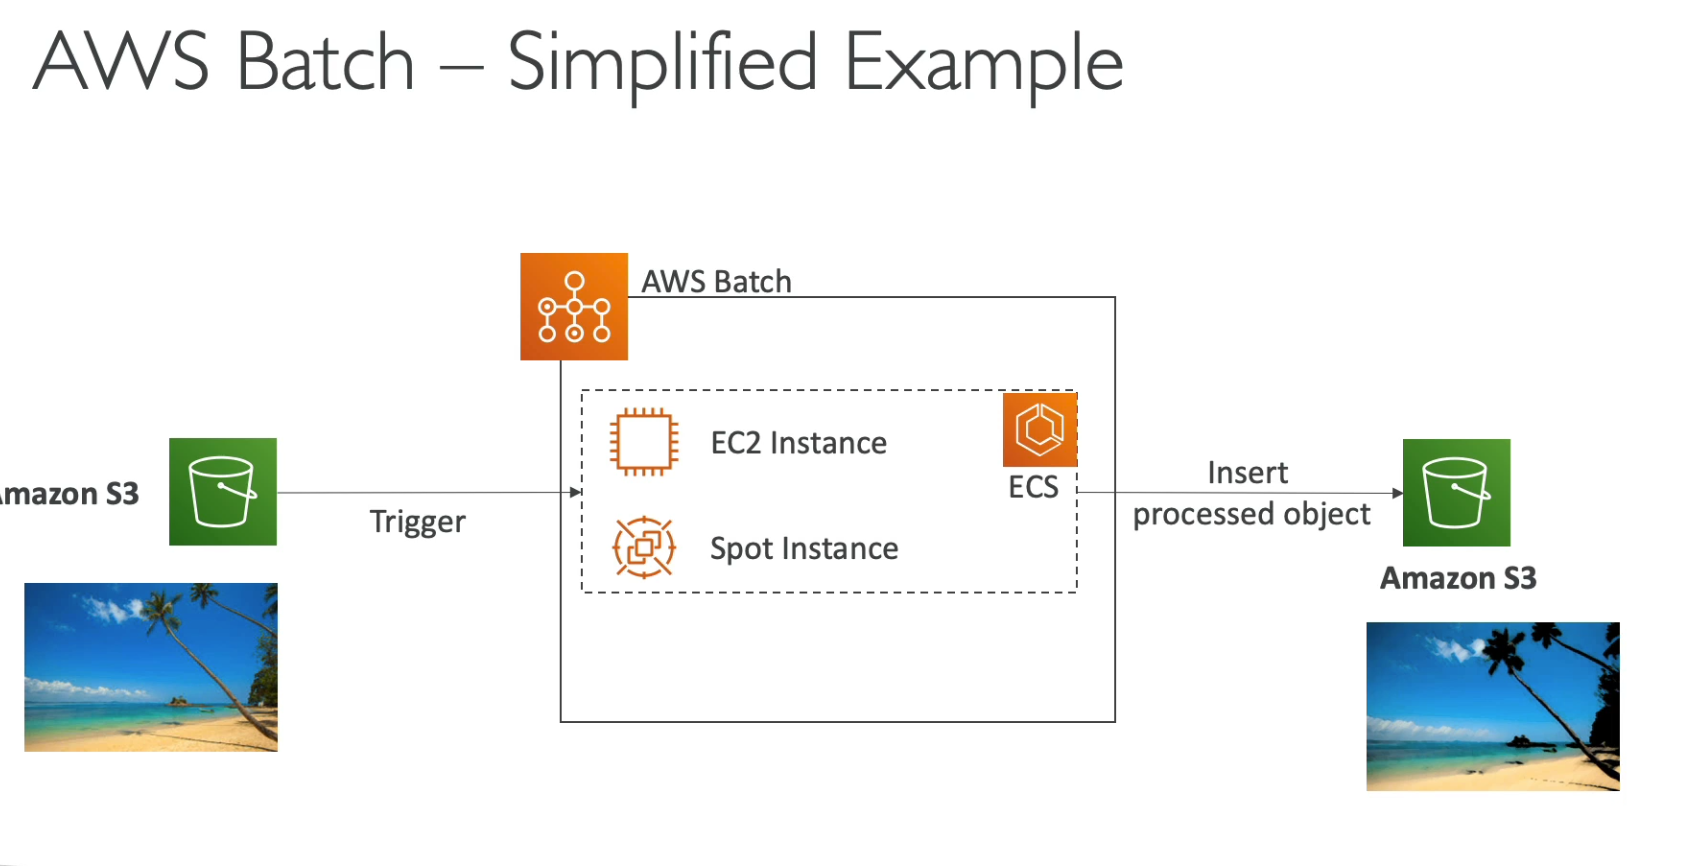 AWS Batch – Simplified Example
AWS Batch
EC2 Instance
ECS
Spot Instance
mazon S3
Trigger
Insert
processed object
Amazon S3